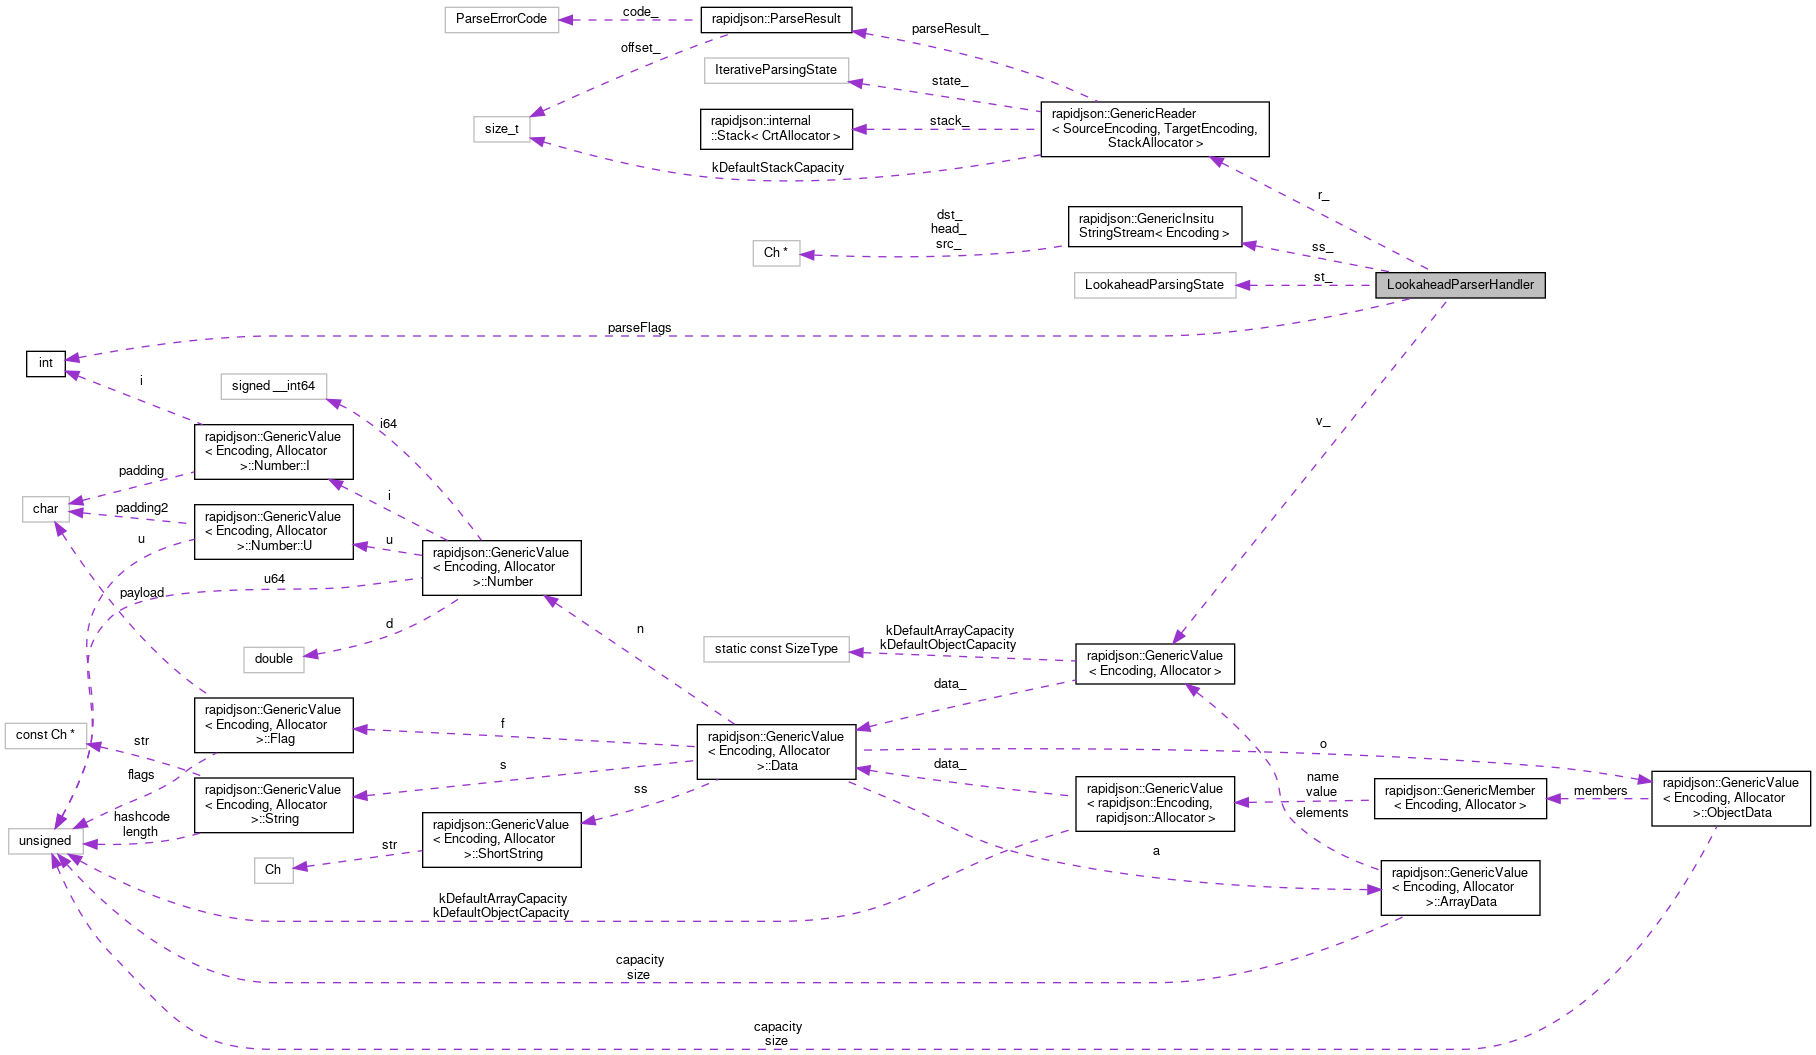 ParseErrorCode
code_
rapidjson::ParseResult
offset_
parseResult_
IterativeParsingState
state_
size_t
rapidjson::internal
::Stack< CrtAllocator >
stack_
rapidjson::GenericReader
< SourceEncoding, TargetEncoding,
StackAllocator >
kDefaultStackCapacity
r_
dst_
head_
src_
Ch *
rapidjson::GenericInsitu
StringStream< Encoding >
ss_
LookaheadParsingState
st_
LookaheadParserHandler
parseFlags
int
i
signed __int64
i64
v_
rapidjson::GenericValue
< Encoding, Allocator
>::Number::I
padding
i
char
padding2
rapidjson::GenericValue
< Encoding, Allocator
>::Number::U
u
u
rapidjson::GenericValue
< Encoding, Allocator
>::Number
u64
payload
d
n
double
static const SizeType
kDefaultArrayCapacity
kDefaultObjectCapacity
rapidjson::GenericValue
< Encoding, Allocator >
data_
rapidjson::GenericValue
< Encoding, Allocator
>::Flag
f
const Ch *
str
flags
rapidjson::GenericValue
< Encoding, Allocator
>::Data
o
s
data_
ss
rapidjson::GenericValue
< Encoding, Allocator
>::String
hashcode
length
unsigned
rapidjson::GenericValue
< rapidjson::Encoding,
rapidjson::Allocator >
name
value
elements
rapidjson::GenericMember
< Encoding, Allocator >
members
rapidjson::GenericValue
< Encoding, Allocator
>::ObjectData
rapidjson::GenericValue
< Encoding, Allocator
>::ShortString
str
Ch
a
rapidjson::GenericValue
< Encoding, Allocator
>::ArrayData
kDefaultArrayCapacity
kDefaultObjectCapacity
capacity
size
capacity
size